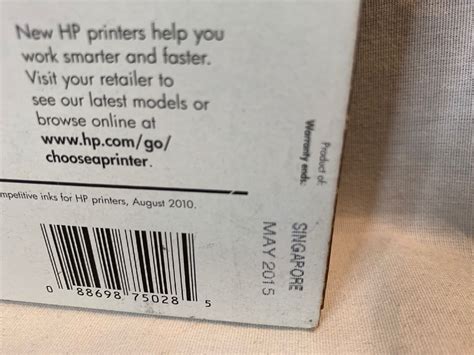 New HP printers help you
work smarter and faster.
Visit your retailer to
see our latest models or
browse online at
www.hp.com/go/
chooseaprinter.
mpetitive inks for HP printers, August 2010.
0 88698 75028 5
Product of:
Warranty ends:
SINGAPORE
MAY 2015